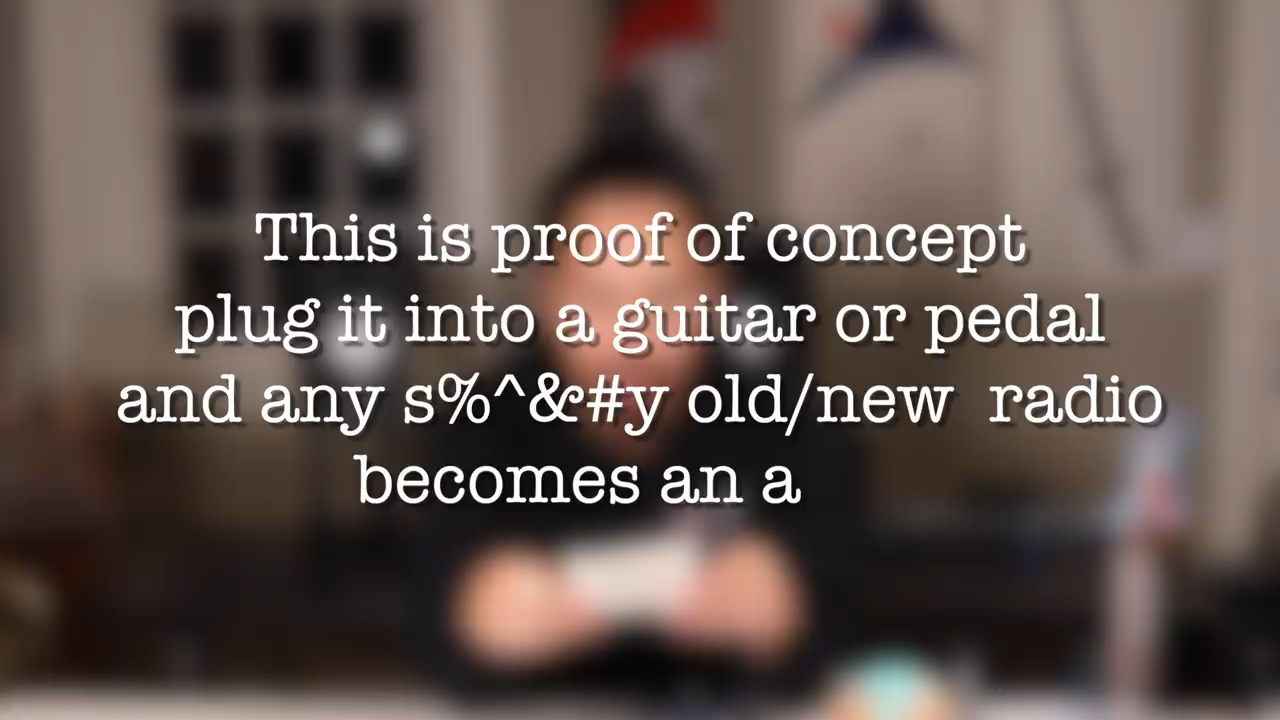 This is proof of concept
plug it into a guitar or pedal
and any s%^&#y old/new radio
becomes an a